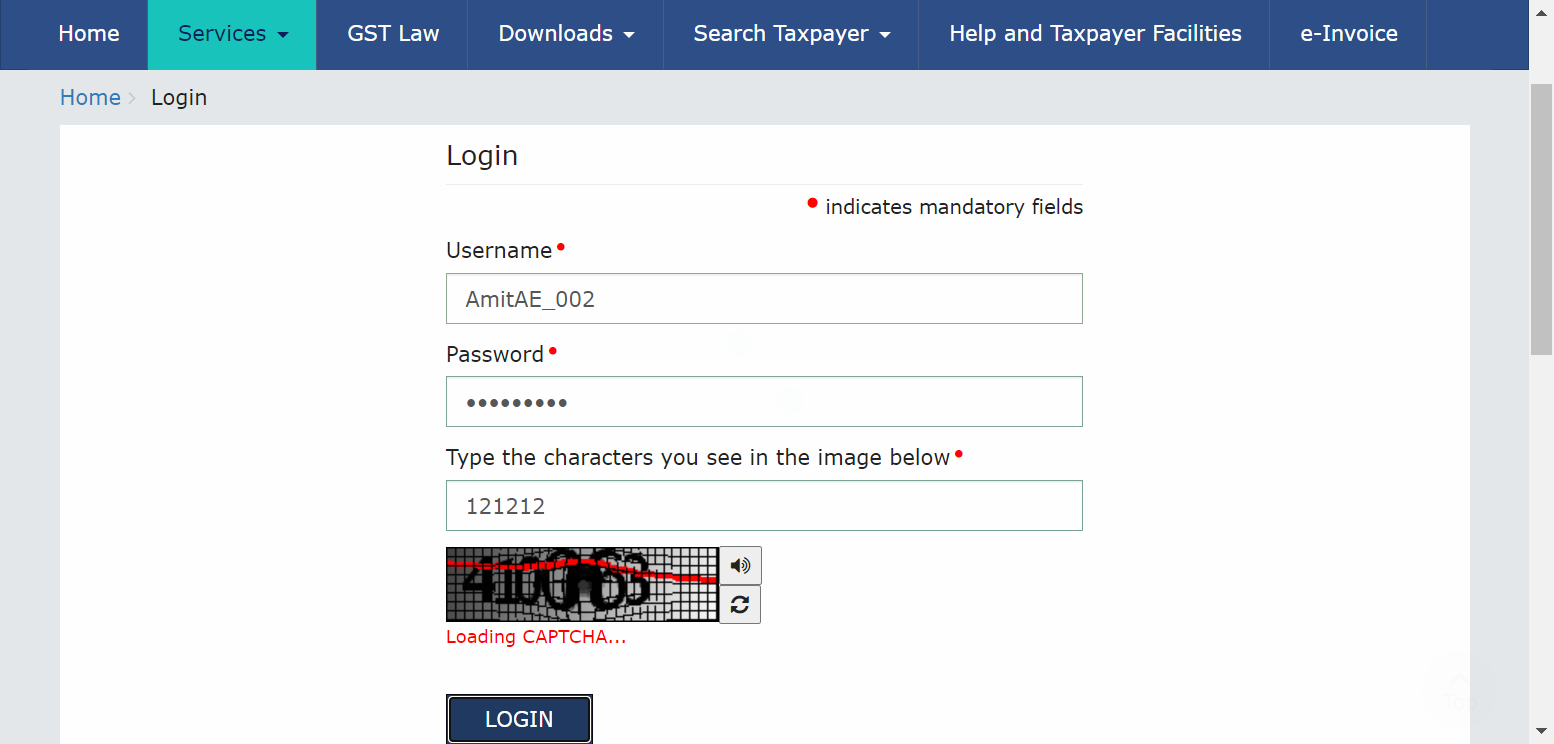 Home Services GST Law Downloads Search Taxpayer Help and Taxpayer Facilities e-Invoice
Home Login
Login
• indicates mandatory fields
Username•
AmitAE_002
Password•
•••••••••
Type the characters you see in the image below•
121212
Loading CAPTCHA...
LOGIN
Top